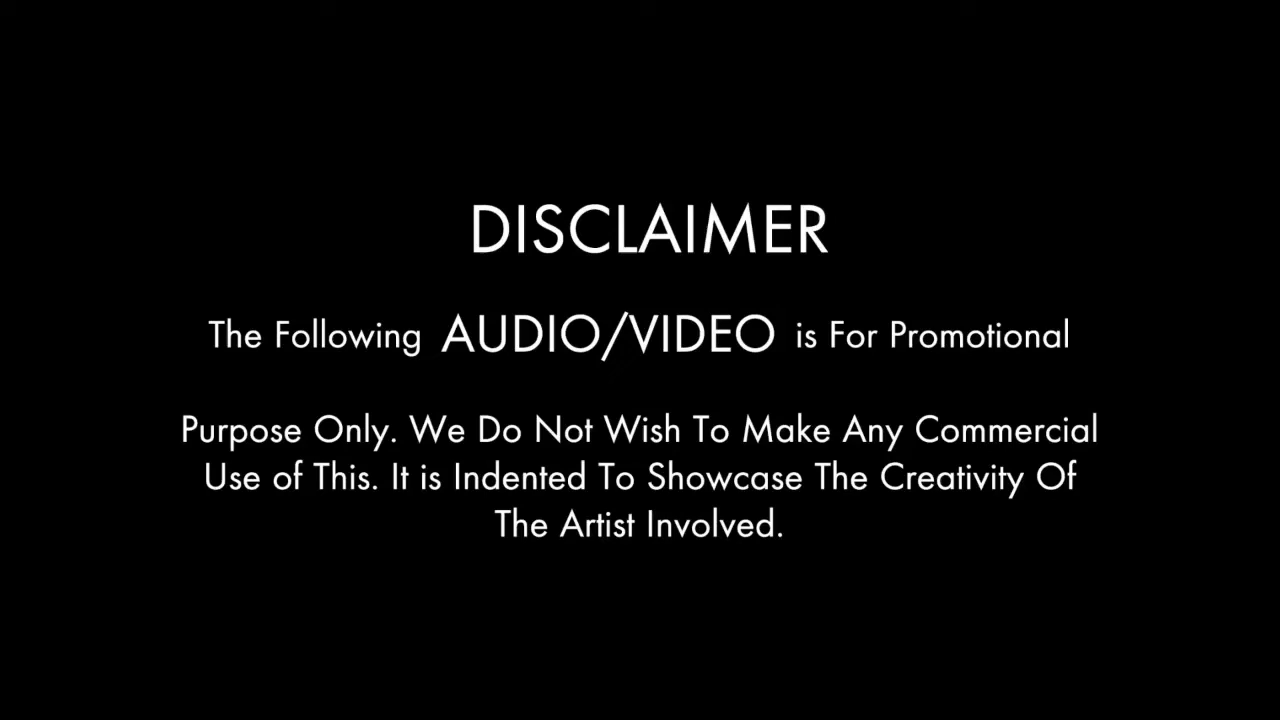 DISCLAIMER
The Following AUDIO/VIDEO is For Promotional
Purpose Only. We Do Not Wish To Make Any Commercial
Use of This. It is Indented To Showcase The Creativity Of
The Artist Involved.